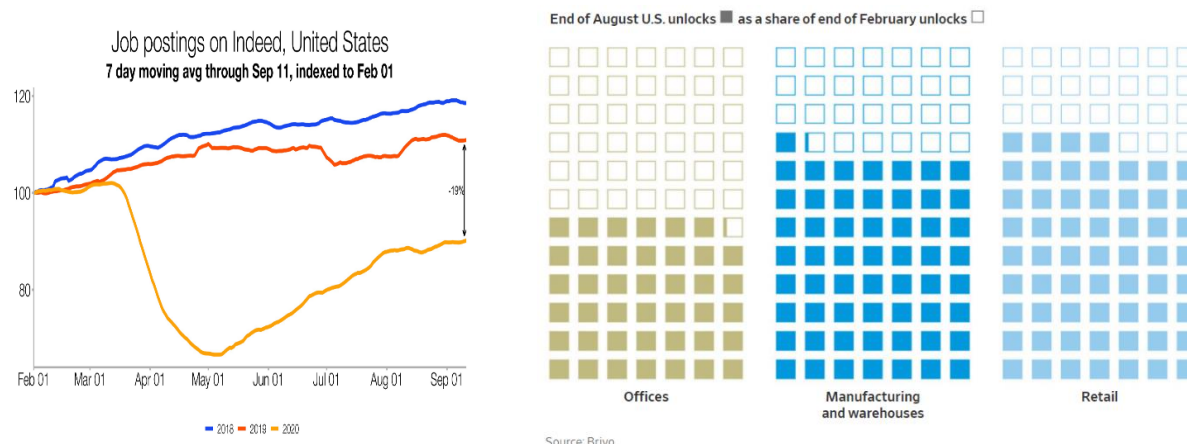 Job postings on Indeed, United States
7 day moving avg through Sep 11, indexed to Feb 01
120
100
80
-19%
Feb 01 Mar 01 Apr 01 May 01 Jun 01 Jul 01 Aug 01 Sep 01
2018 2019 2020
End of August U.S. unlocks as a share of end of February unlocks
Offices
Manufacturing
and warehouses
Retail
Source: Brivo